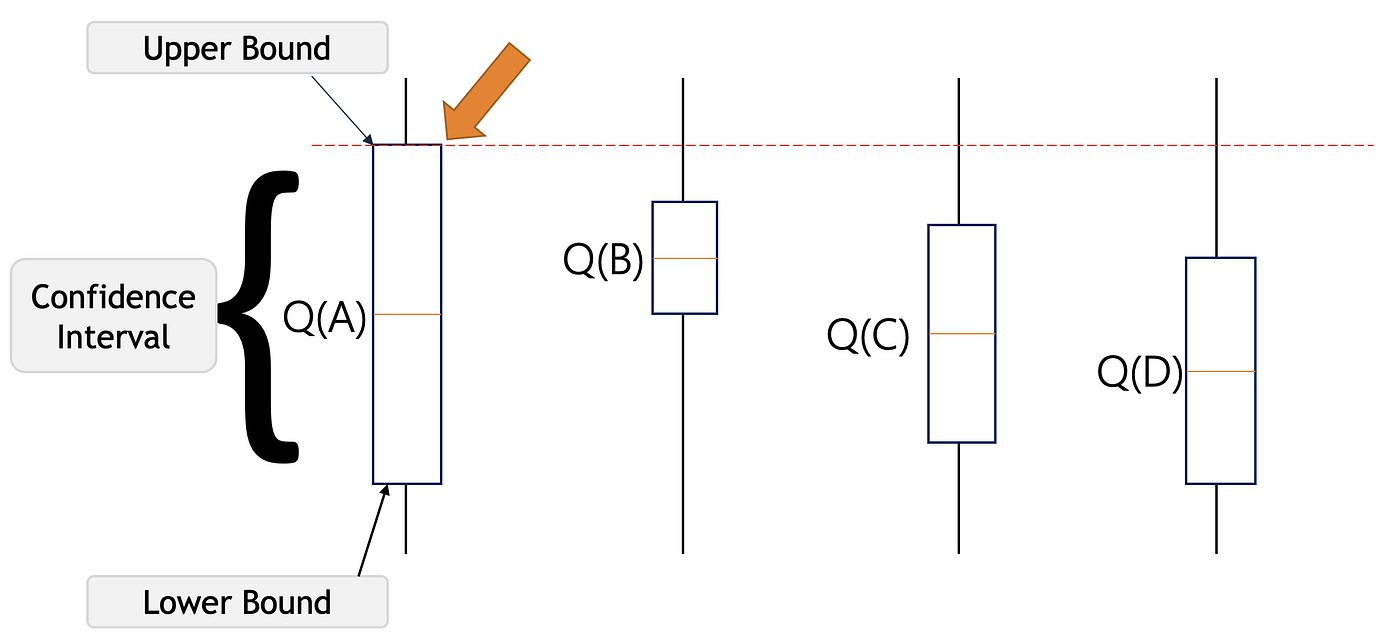 Upper Bound
Q(A)
Q(B)
Q(C)
Q(D)
Confidence
Interval
Lower Bound